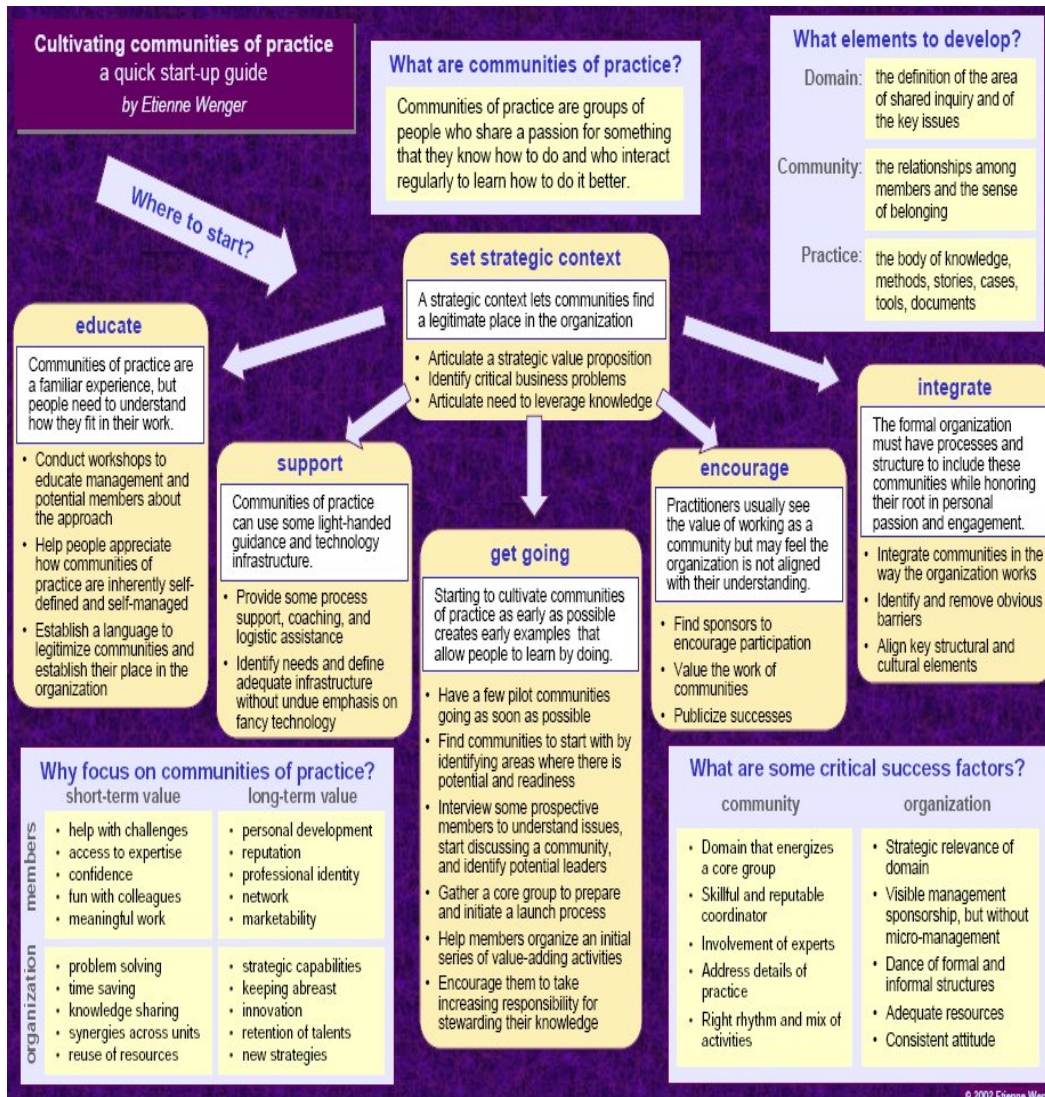 Cultivating communities of practice
a quick start-up guide
by Etienne Wenger
What are communities of practice?
Communities of practice are groups of
people who share a passion for something
that they know how to do and who interact
regularly to learn how to do it better.
What elements to develop?
Domain: the definition of the area
of shared inquiry and of
the key issues
Community: the relationships among
members and the sense
of belonging
Practice: the body of knowledge,
methods, stories, cases,
tools, documents
Where to start?
set strategic context
A strategic context lets communities find
a legitimate place in the organization
• Articulate a strategic value proposition
• Identify critical business problems
• Articulate need to leverage knowledge
educate
Communities of practice are
a familiar experience, but
people need to understand
how they fit in their work.
• Conduct workshops to
educate management and
potential members about
the approach
• Help people appreciate
how communities of
practice are inherently self-
defined and self-managed
• Establish a language to
legitimize communities and
establish their place in the
organization
support
Communities of practice
can use some light-handed
guidance and technology
infrastructure.
• Provide some process
support, coaching, and
logistic assistance
• Identify needs and define
adequate infrastructure
without undue emphasis on
fancy technology
get going
Starting to cultivate communities
of practice as early as possible
creates early examples that
allow people to learn by doing.
• Have a few pilot communities
going as soon as possible
• Find communities to start with by
identifying areas where there is
potential and readiness
• Interview some prospective
members to understand issues,
start discussing a community,
and identify potential leaders
• Gather a core group to prepare
and initiate a launch process
• Help members organize an initial
series of value-adding activities
• Encourage them to take
increasing responsibility for
stewarding their knowledge
encourage
Practitioners usually see
the value of working as a
community but may feel the
organization is not aligned
with their understanding.
• Find sponsors to
encourage participation
• Value the work of
communities
• Publicize successes
integrate
The formal organization
must have processes and
structure to include these
communities while honoring
their root in personal
passion and engagement.
• Integrate communities in the
way the organization works
• Identify and remove obvious
barriers
• Align key structural and
cultural elements
Why focus on communities of practice?
short-term value
long-term value
members
• help with challenges
• access to expertise
• confidence
• fun with colleagues
• meaningful work
• personal development
• reputation
• professional identity
• network
• marketability
organization
• problem solving
• time saving
• knowledge sharing
• synergies across units
• reuse of resources
• strategic capabilities
• keeping abreast
• innovation
• retention of talents
• new strategies
What are some critical success factors?
community
organization
• Domain that energizes
a core group
• Skillful and reputable
coordinator
• Involvement of experts
• Address details of
practice
• Right rhythm and mix of
activities
• Strategic relevance of
domain
• Visible management
sponsorship, but without
micro-management
• Dance of formal and
informal structures
• Adequate resources
• Consistent attitude
© 2002 Etienne Wen